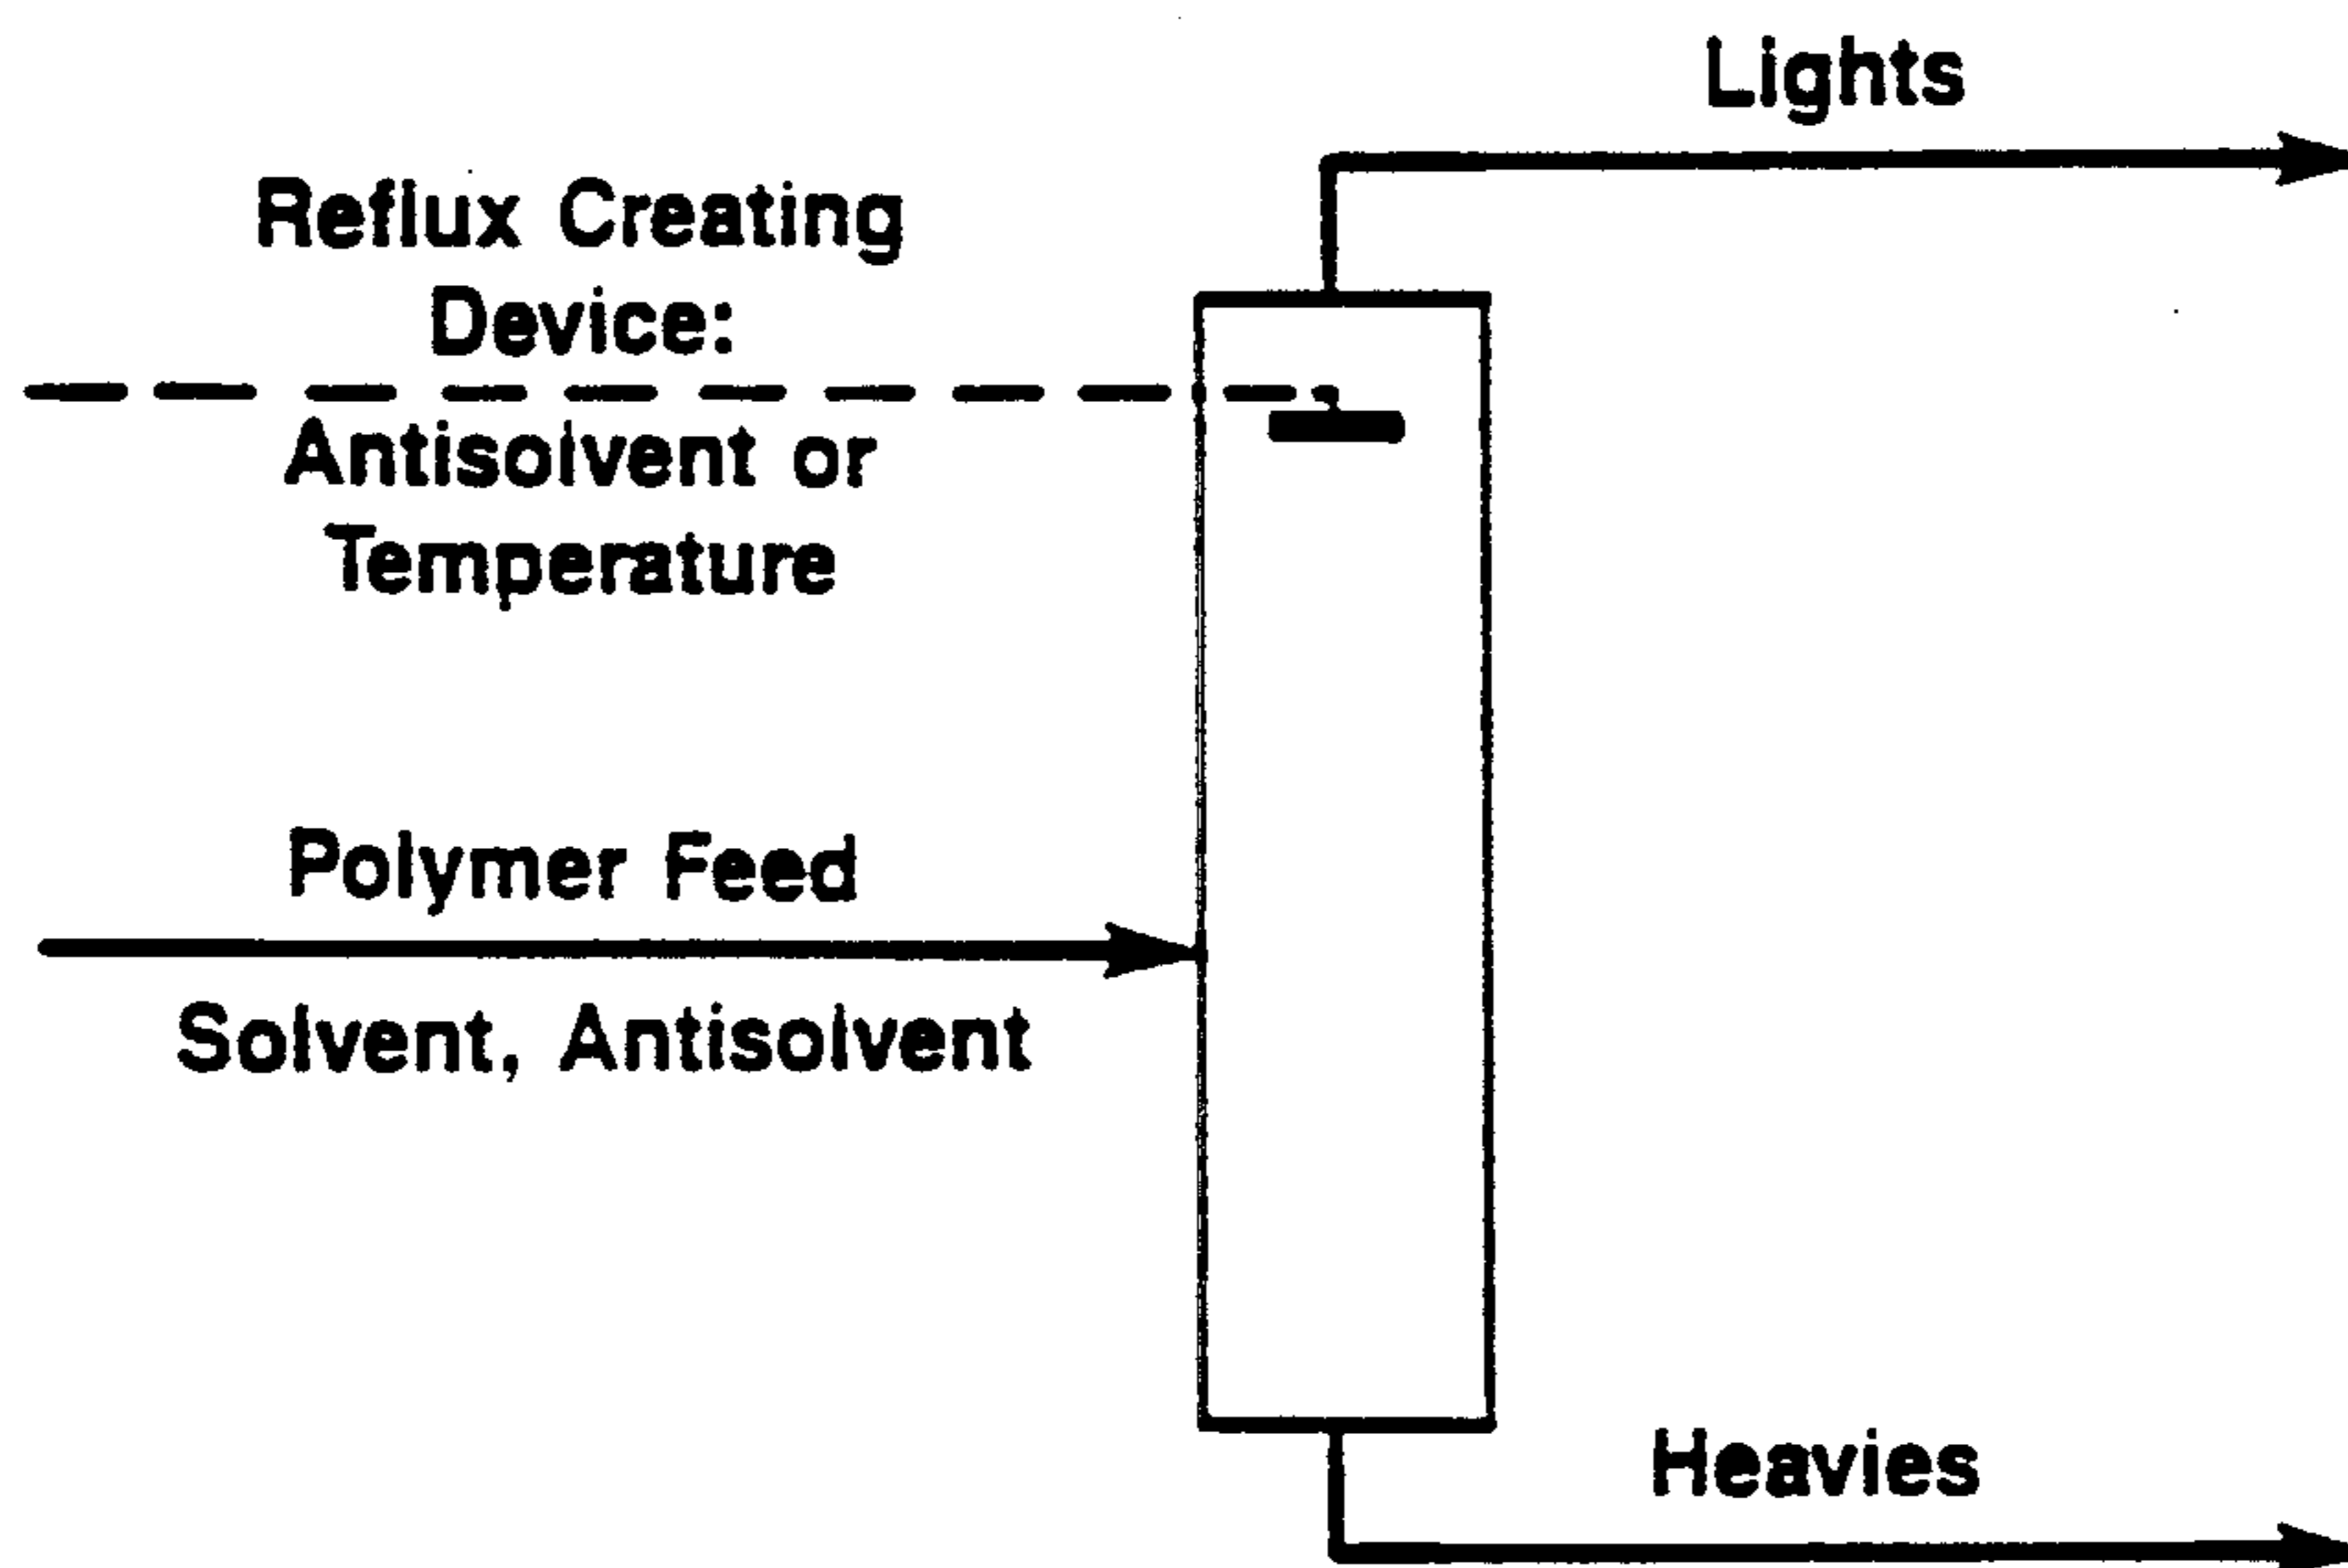 Lights
Reflux Creating
Device:
Antisolvent or
Temperature
Polymer Feed
Solvent, Antisolvent
Heavies